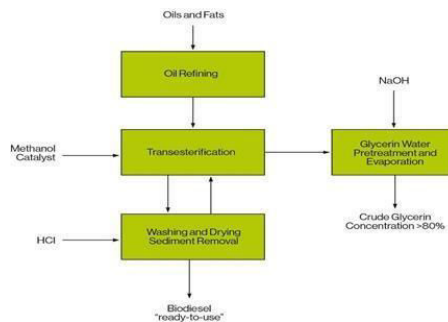 Oils and Fats
Oil Refining
NaOH
Methanol
Catalyst
Transesterification
Glycerin Water
Pretreatment and
Evaporation
HCl
Washing and Drying
Sediment Removal
Crude Glycerin
Concentration >80%
Biodiesel
"ready-to-use"